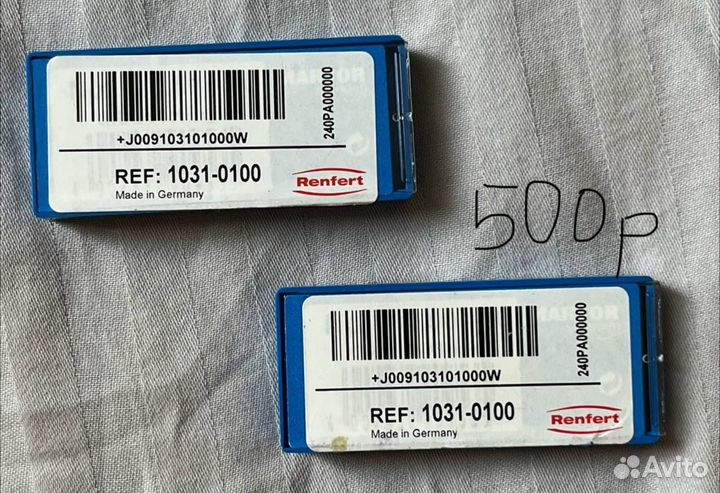 240PA000000
+J009103101000W
REF: 1031-0100
Made in Germany
Renfert
500р
240PA000000
+J009103101000W
REF: 1031-0100
Made in Germany
Renfert
Avito